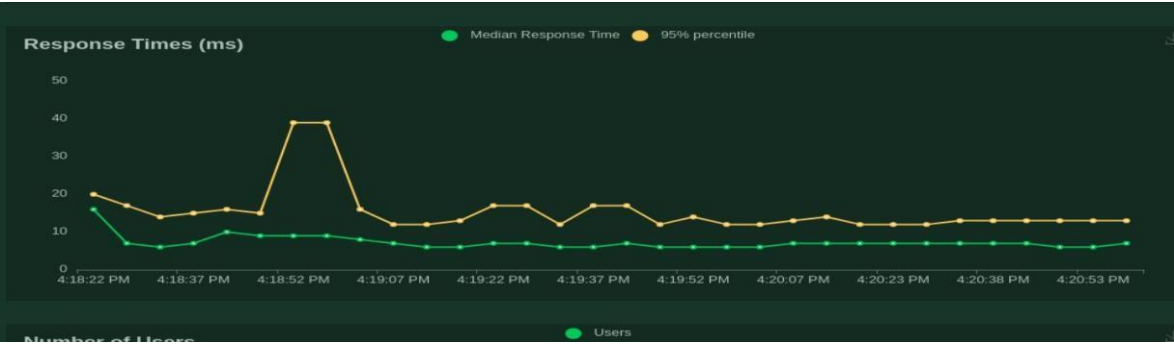 Response Times (ms)
Median Response Time 95% percentile
50
40
30
20
10
0
4:18:22 PM 4:18:37 PM 4:18:52 PM 4:19:07 PM 4:19:22 PM 4:19:37 PM 4:19:52 PM 4:20:07 PM 4:20:23 PM 4:20:38 PM 4:20:53 PM
Users
Number of Users